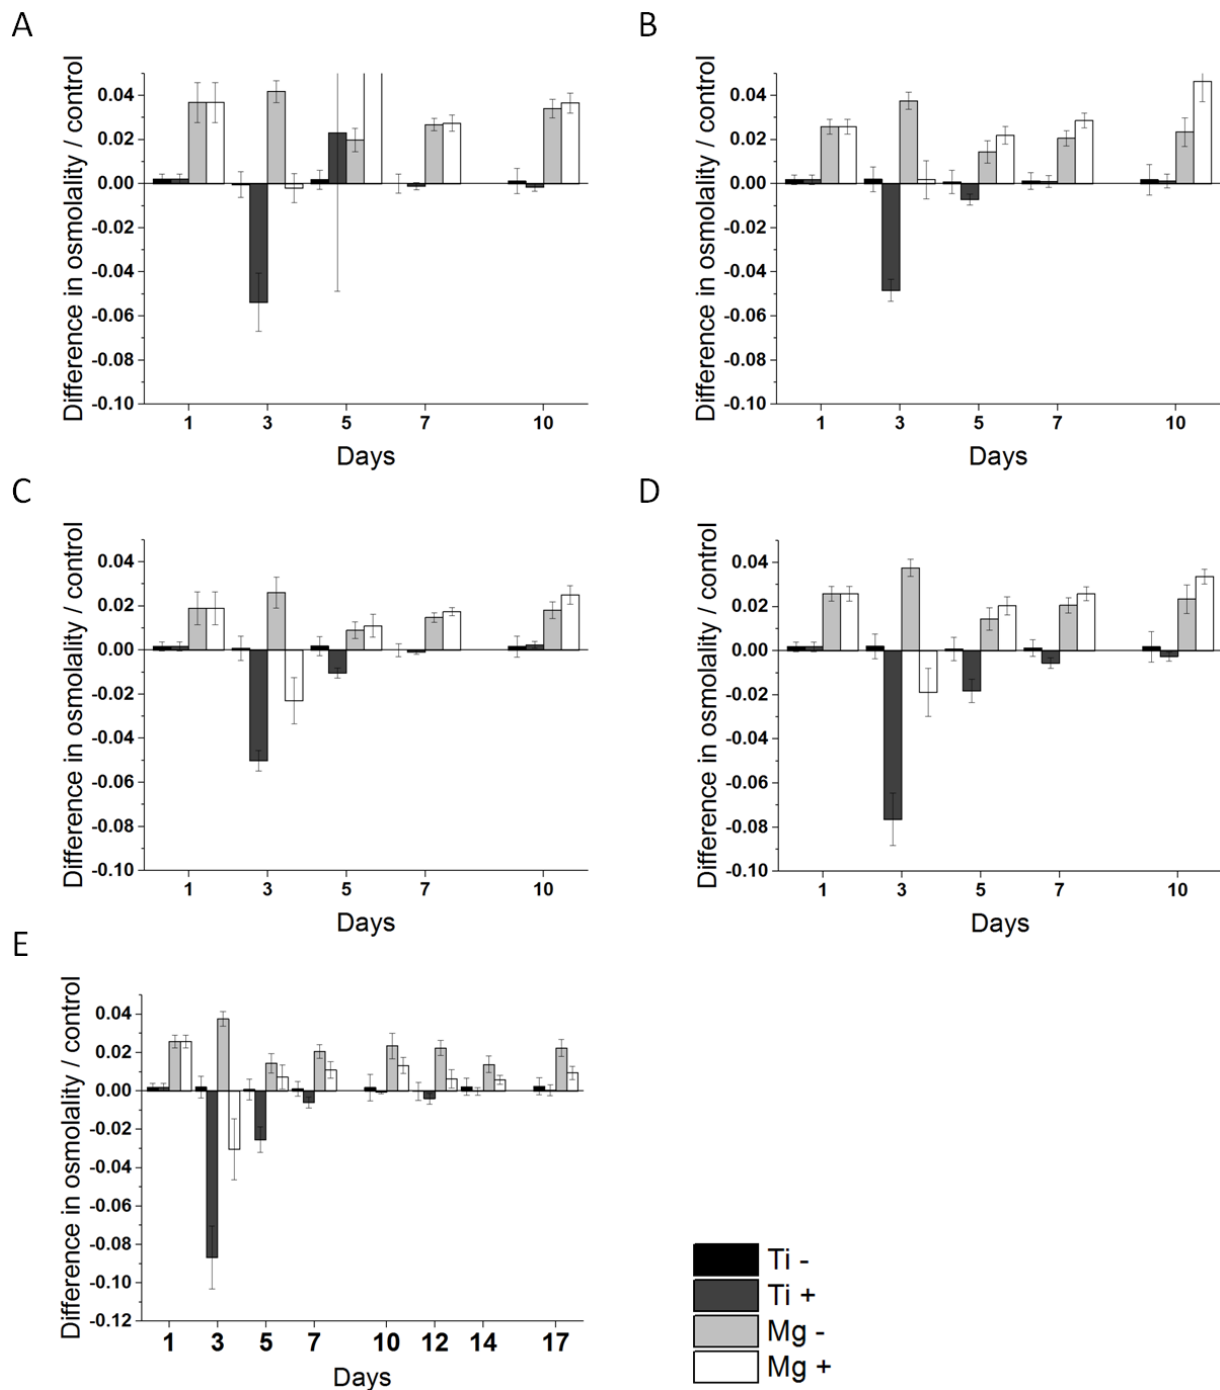 A
Difference in osmolality / control
0.04
0.02
0.00
-0.02
-0.04
-0.06
-0.08
-0.10
1 3 5 7 10
Days
B
Difference in osmolality / control
0.04
0.02
0.00
-0.02
-0.04
-0.06
-0.08
-0.10
1 3 5 7 10
Days
C
Difference in osmolality / control
0.04
0.02
0.00
-0.02
-0.04
-0.06
-0.08
-0.10
1 3 5 7 10
Days
D
Difference in osmolality / control
0.04
0.02
0.00
-0.02
-0.04
-0.06
-0.08
-0.10
1 3 5 7 10
Days
E
Difference in osmolality / control
0.04
0.02
0.00
-0.02
-0.04
-0.06
-0.08
-0.10
-0.12
1 3 5 7 10 12 14 17
Days
Ti -
Ti +
Mg -
Mg +